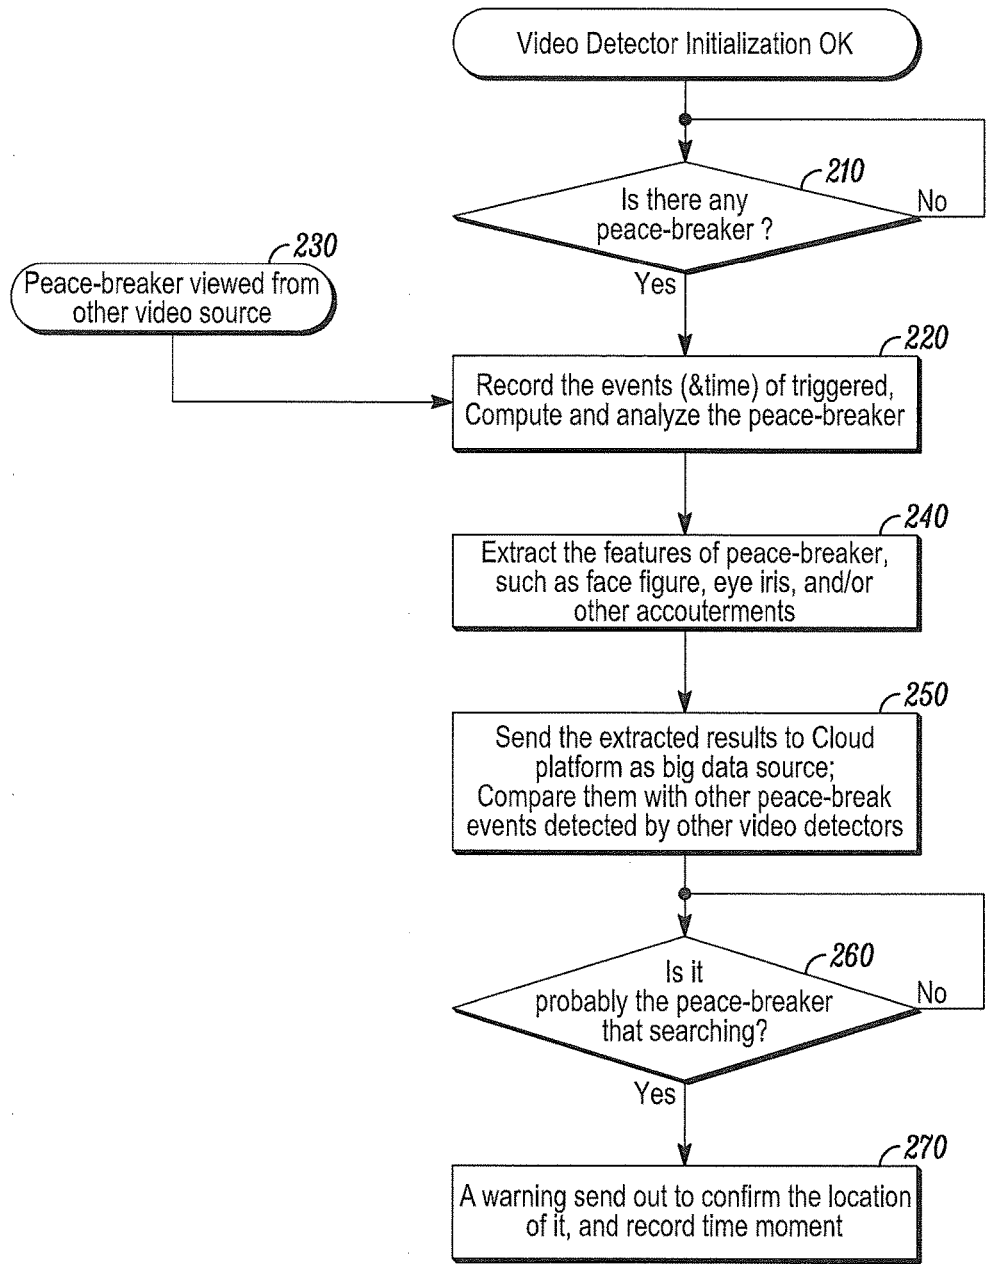 Video Detector Initialization OK
210
Is there any
peace-breaker ?
No
Yes
230
Peace-breaker viewed from
other video source
220
Record the events (&time) of triggered,
Compute and analyze the peace-breaker
240
Extract the features of peace-breaker,
such as face figure, eye iris, and/or
other accouterments
250
Send the extracted results to Cloud
platform as big data source;
Compare them with other peace-break
events detected by other video detectors
260
Is it
probably the peace-breaker
that searching?
No
Yes
270
A warning send out to confirm the location
of it, and record time moment